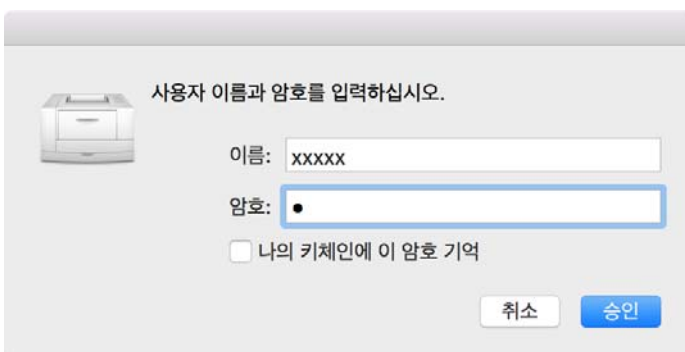 사용자 이름과 암호를 입력하십시오.
이름: xxxxx
암호: •
나의 키체인에 이 암호 기억
취소 승인